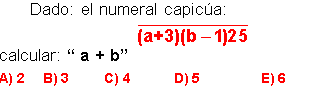 Dado: el numeral capicúa:
(a+3)(b – 1)25
calcular: “ a + b”
A) 2 B) 3 C) 4 D) 5 E) 6